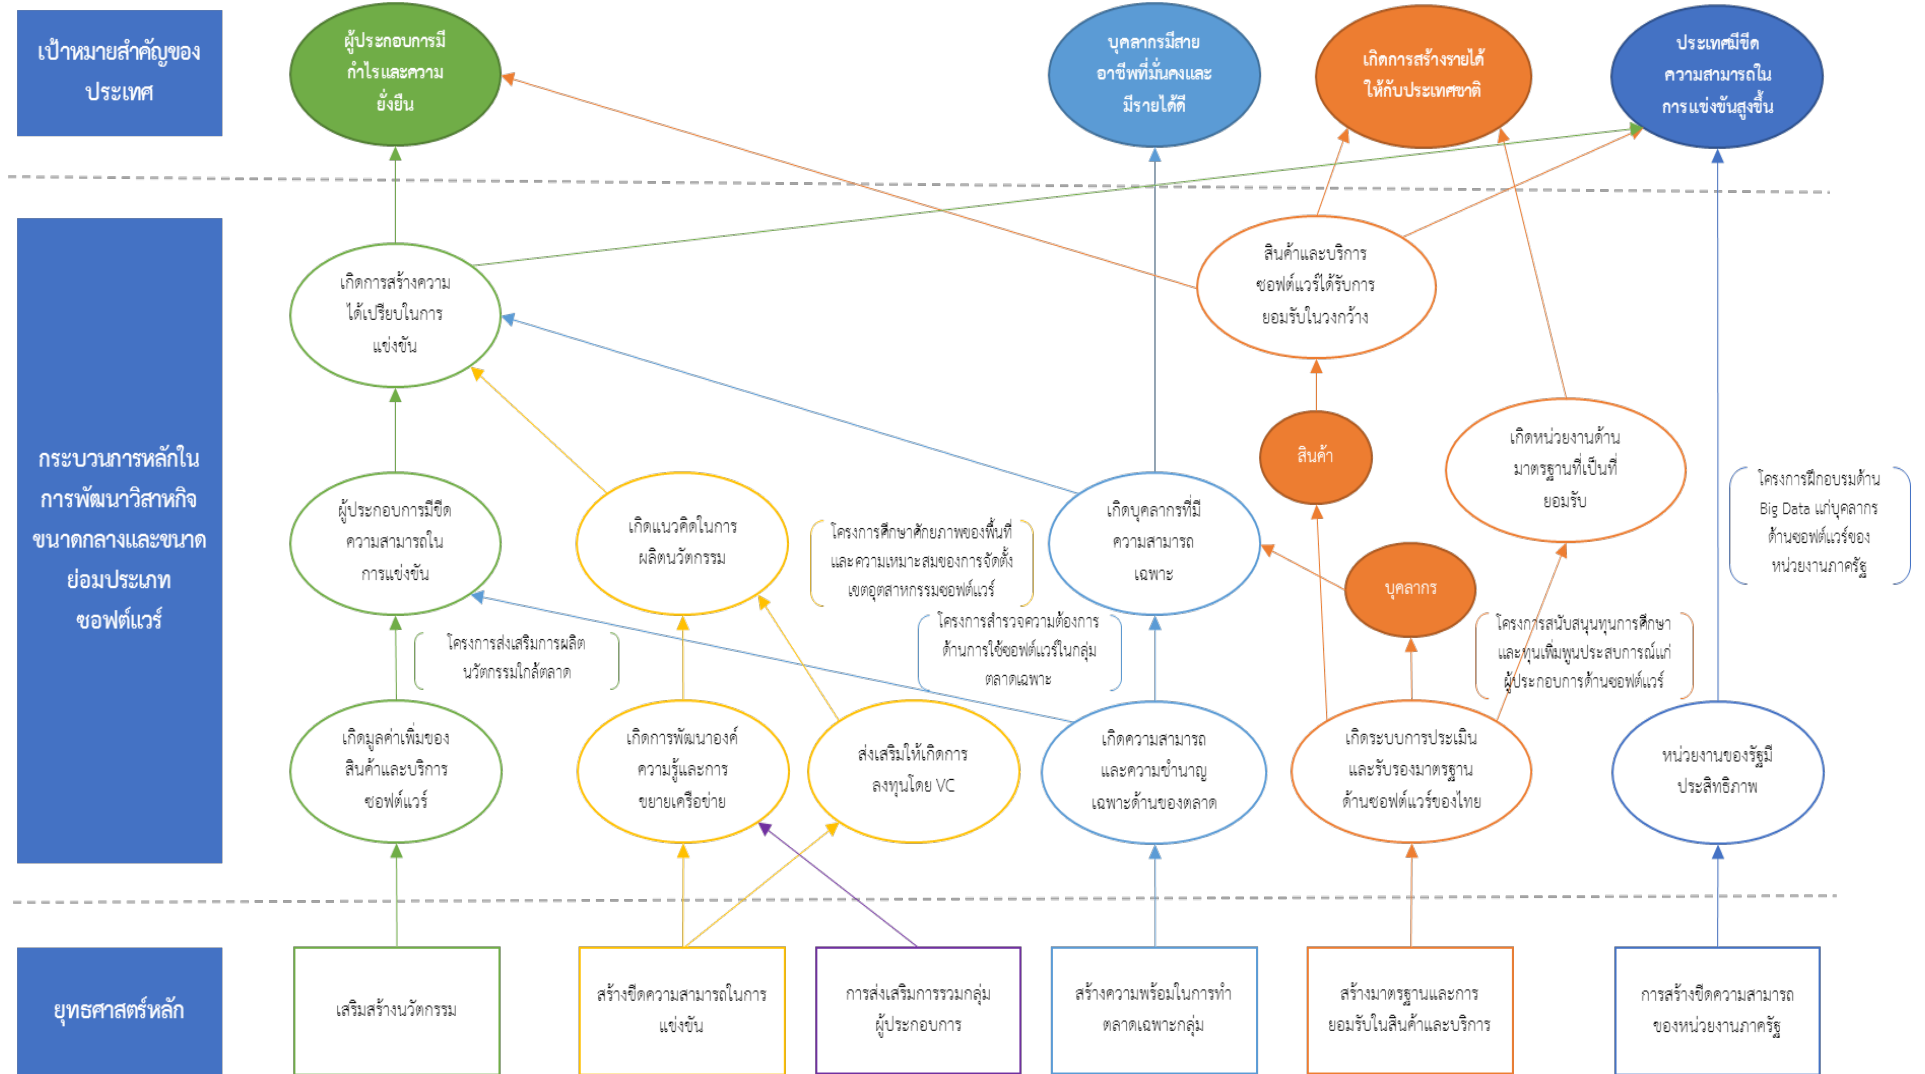 เป้าหมายสำคัญของ
ประเทศ
ผู้ประกอบการมี
กำไรและความ
ยั่งยืน
บุคลากรมีสาย
อาชีพที่มั่นคงและ
มีรายได้ดี
เกิดการสร้างรายได้
ให้กับประเทศชาติ
ประเทศมีขีด
ความสามารถใน
การแข่งขันสูงขึ้น
กระบวนการหลักใน
การพัฒนาวิสาหกิจ
ขนาดกลางและขนาด
ย่อมประเภท
ซอฟต์แวร์
เกิดการสร้างความ
ได้เปรียบในการ
แข่งขัน
สินค้าและบริการ
ซอฟต์แวร์ได้รับการ
ยอมรับในวงกว้าง
สินค้า
เกิดหน่วยงานด้าน
มาตรฐานที่เป็นที่
ยอมรับ
ผู้ประกอบการมีขีด
ความสามารถใน
การแข่งขัน
เกิดแนวคิดในการ
ผลิตนวัตกรรม
โครงการศึกษาศักยภาพของพื้นที่
และความเหมาะสมของการจัดตั้ง
เขตอุตสาหกรรมซอฟต์แวร์
เกิดบุคลากรที่มี
ความสามารถ
เฉพาะ
บุคลากร
โครงการฝึกอบรมด้าน
Big Data แก่บุคลากร
ด้านซอฟต์แวร์ของ
หน่วยงานภาครัฐ
โครงการส่งเสริมการผลิต
นวัตกรรมใกล้ตลาด
โครงการสำรวจความต้องการ
ด้านการใช้ซอฟต์แวร์ในกลุ่ม
ตลาดเฉพาะ
โครงการสนับสนุนทุนการศึกษา
และทุนเพิ่มพูนประสบการณ์แก่
ผู้ประกอบการด้านซอฟต์แวร์
เกิดมูลค่าเพิ่มของ
สินค้าและบริการ
ซอฟต์แวร์
เกิดการพัฒนาองค์
ความรู้และการ
ขยายเครือข่าย
ส่งเสริมให้เกิดการ
ลงทุนโดย VC
เกิดความสามารถ
และความชำนาญ
เฉพาะด้านของตลาด
เกิดระบบการประเมิน
และรับรองมาตรฐาน
ด้านซอฟต์แวร์ของไทย
หน่วยงานของรัฐมี
ประสิทธิภาพ
ยุทธศาสตร์หลัก
เสริมสร้างนวัตกรรม
สร้างขีดความสามารถในการ
แข่งขัน
การส่งเสริมการรวมกลุ่ม
ผู้ประกอบการ
สร้างความพร้อมในการทำ
ตลาดเฉพาะกลุ่ม
สร้างมาตรฐานและการ
ยอมรับในสินค้าและบริการ
การสร้างขีดความสามารถ
ของหน่วยงานภาครัฐ